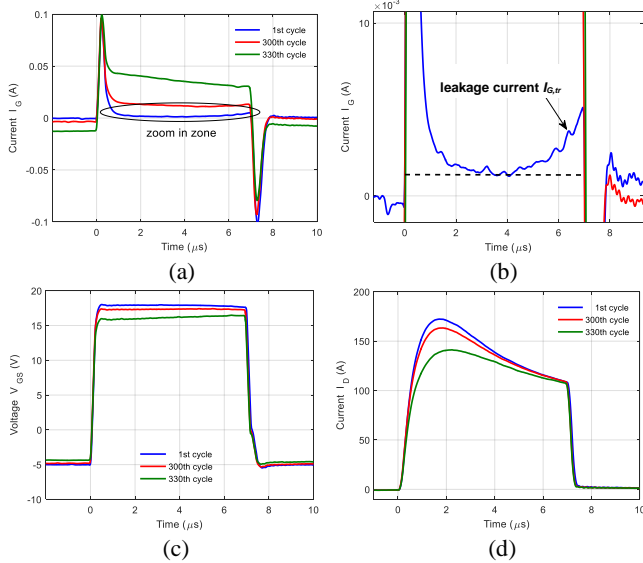 0.1
0.05
0
-0.05
-0.1
Current I_G (A)
1st cycle
300th cycle
330th cycle
zoom in zone
-2 0 2 4 6 8 10
Time (μs)
(a)
10
0
×10^-3
Current I_G (A)
leakage current I_G,tr
0 2 4 6 8
Time (μs)
(b)
20
15
10
5
0
-5
-10
Voltage V_GS (V)
1st cycle
300th cycle
330th cycle
-2 0 2 4 6 8 10
Time (μs)
(c)
200
150
100
50
0
Current I_D (A)
1st cycle
300th cycle
330th cycle
-2 0 2 4 6 8 10
Time (μs)
(d)